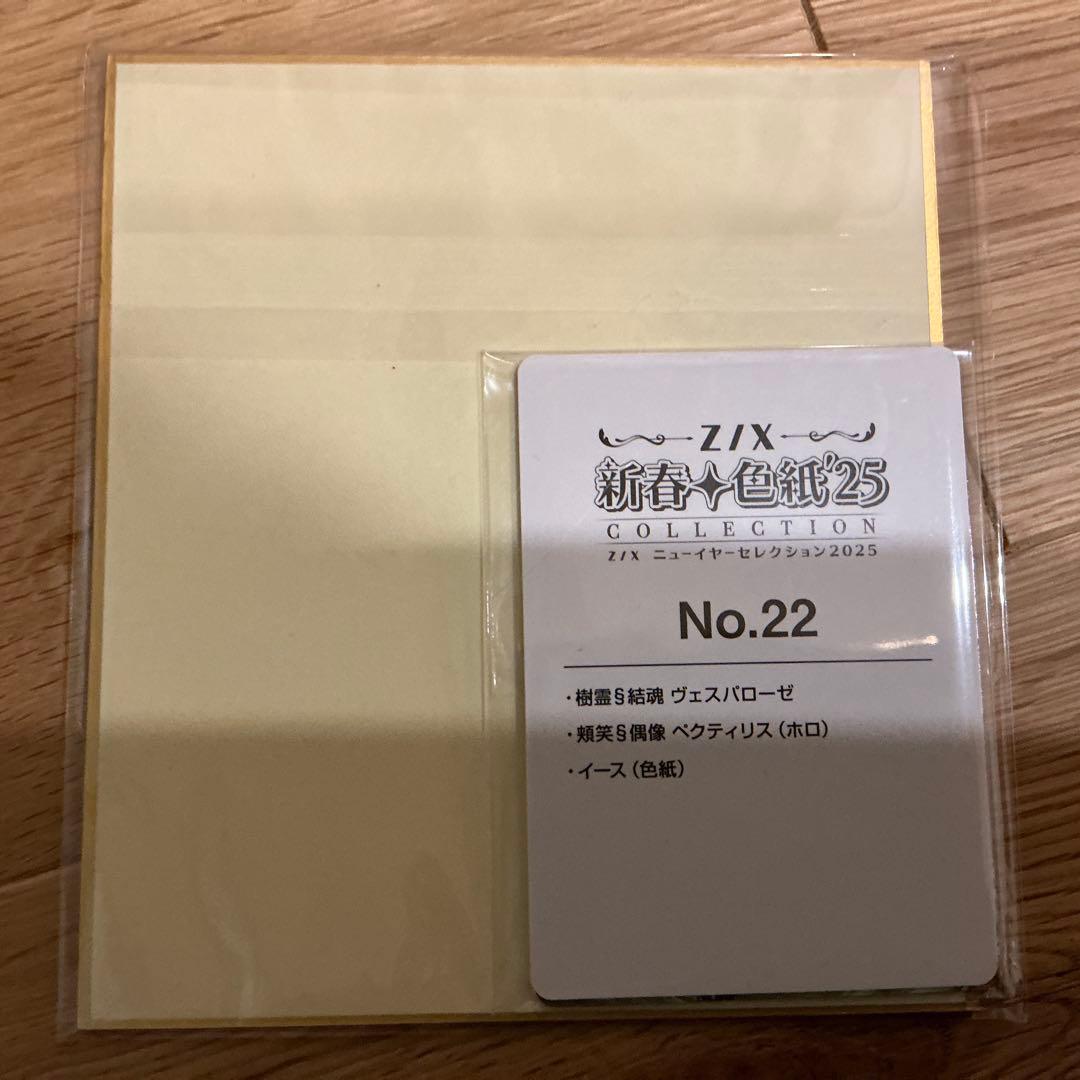 Z/X
新春✦色紙'25
COLLECTION
Z/X ニューイヤーセレクション2025
No.22
・樹霊§結魂 ヴェスパローゼ
・頬笑§偶像 ペクティリス（ホロ）
・イース（色紙）